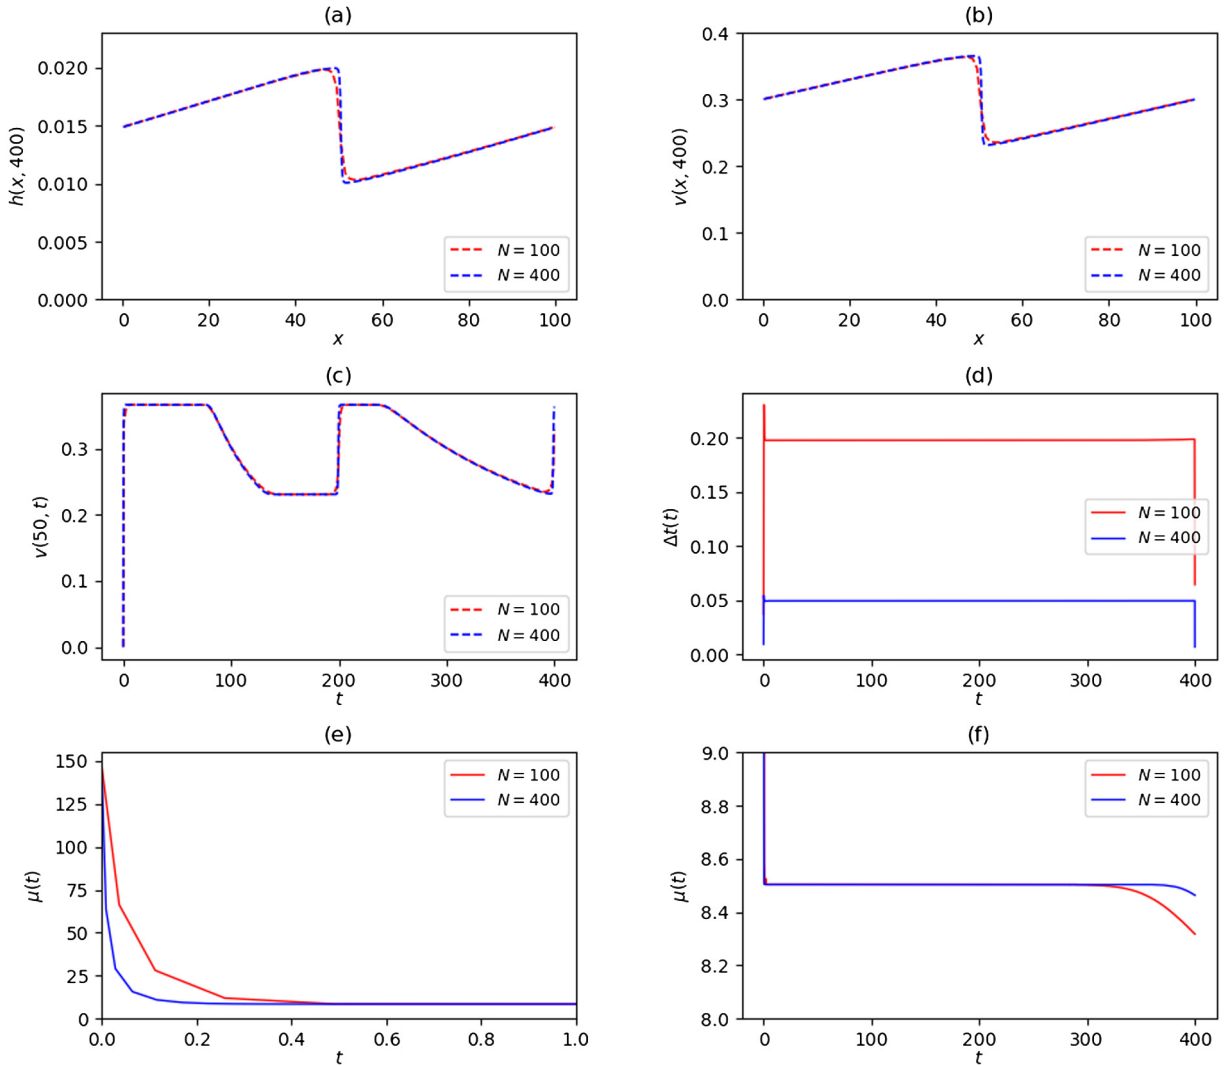 (a)
h(x, 400)
0.020
0.015
0.010
0.005
0.000
0 20 40 60 80 100
x
N = 100
N = 400
(b)
v(x, 400)
0.4
0.3
0.2
0.1
0.0
0 20 40 60 80 100
x
N = 100
N = 400
(c)
v(50, t)
0.3
0.2
0.1
0.0
0 100 200 300 400
t
N = 100
N = 400
(d)
Δt(t)
0.20
0.15
0.10
0.05
0.00
0 100 200 300 400
t
N = 100
N = 400
(e)
μ(t)
150
125
100
75
50
25
0
0.0 0.2 0.4 0.6 0.8 1.0
t
N = 100
N = 400
(f)
μ(t)
9.0
8.8
8.6
8.4
8.2
8.0
0 100 200 300 400
t
N = 100
N = 400